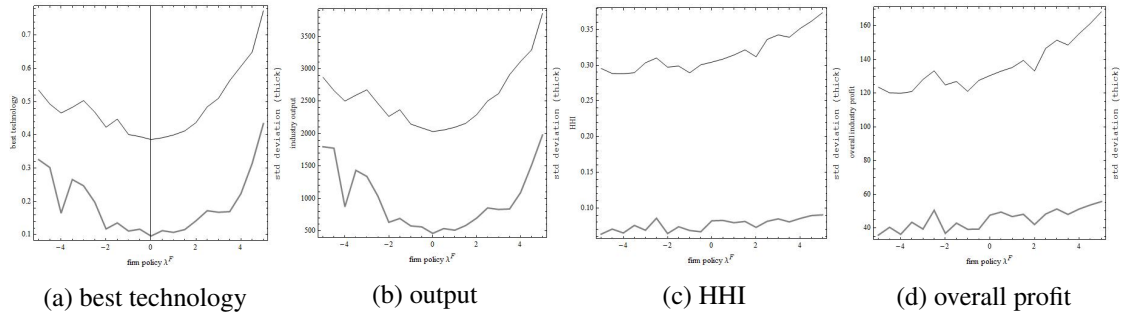 0.8
0.7
0.6
0.5
0.4
0.3
0.2
0.1
best technology
std deviation (thick)
-4 -2 0 2 4
firm policy λ^F
(a) best technology
3500
3000
2500
2000
1500
1000
500
industry output
std deviation (thick)
-4 -2 0 2 4
firm policy λ^F
(b) output
0.35
0.30
0.25
0.20
0.15
0.10
HHI
std deviation (thick)
-4 -2 0 2 4
firm policy λ^F
(c) HHI
160
140
120
100
80
60
40
overall industry profit
std deviation (thick)
-4 -2 0 2 4
firm policy λ^F
(d) overall profit